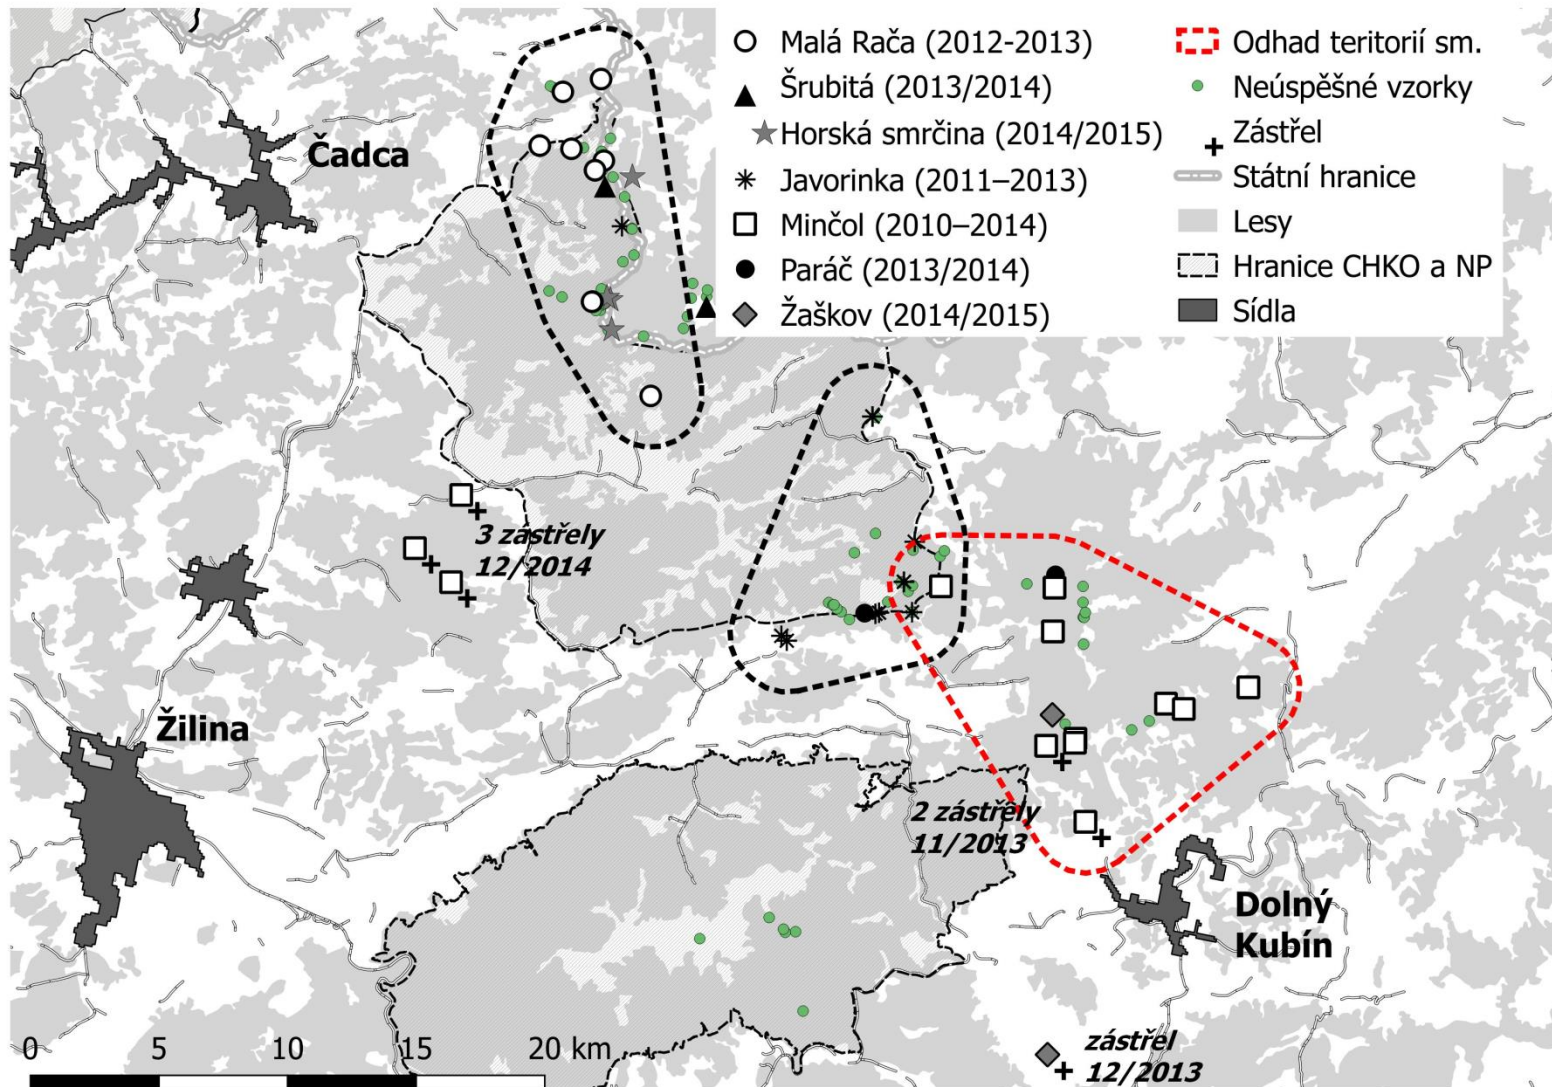 Malá Rača (2012-2013)
Šrubitá (2013/2014)
Horská smrčina (2014/2015)
Javorinka (2011–2013)
Minčol (2010–2014)
Paráč (2013/2014)
Žaškov (2014/2015)
Odhad teritorií sm.
Neúspěšné vzorky
Zástřel
Státní hranice
Lesy
Hranice CHKO a NP
Sídla
Čadca
3 zástřely
12/2014
Žilina
2 zástřely
11/2013
Dolný
Kubín
zástřel
12/2013
0 5 10 15 20 km